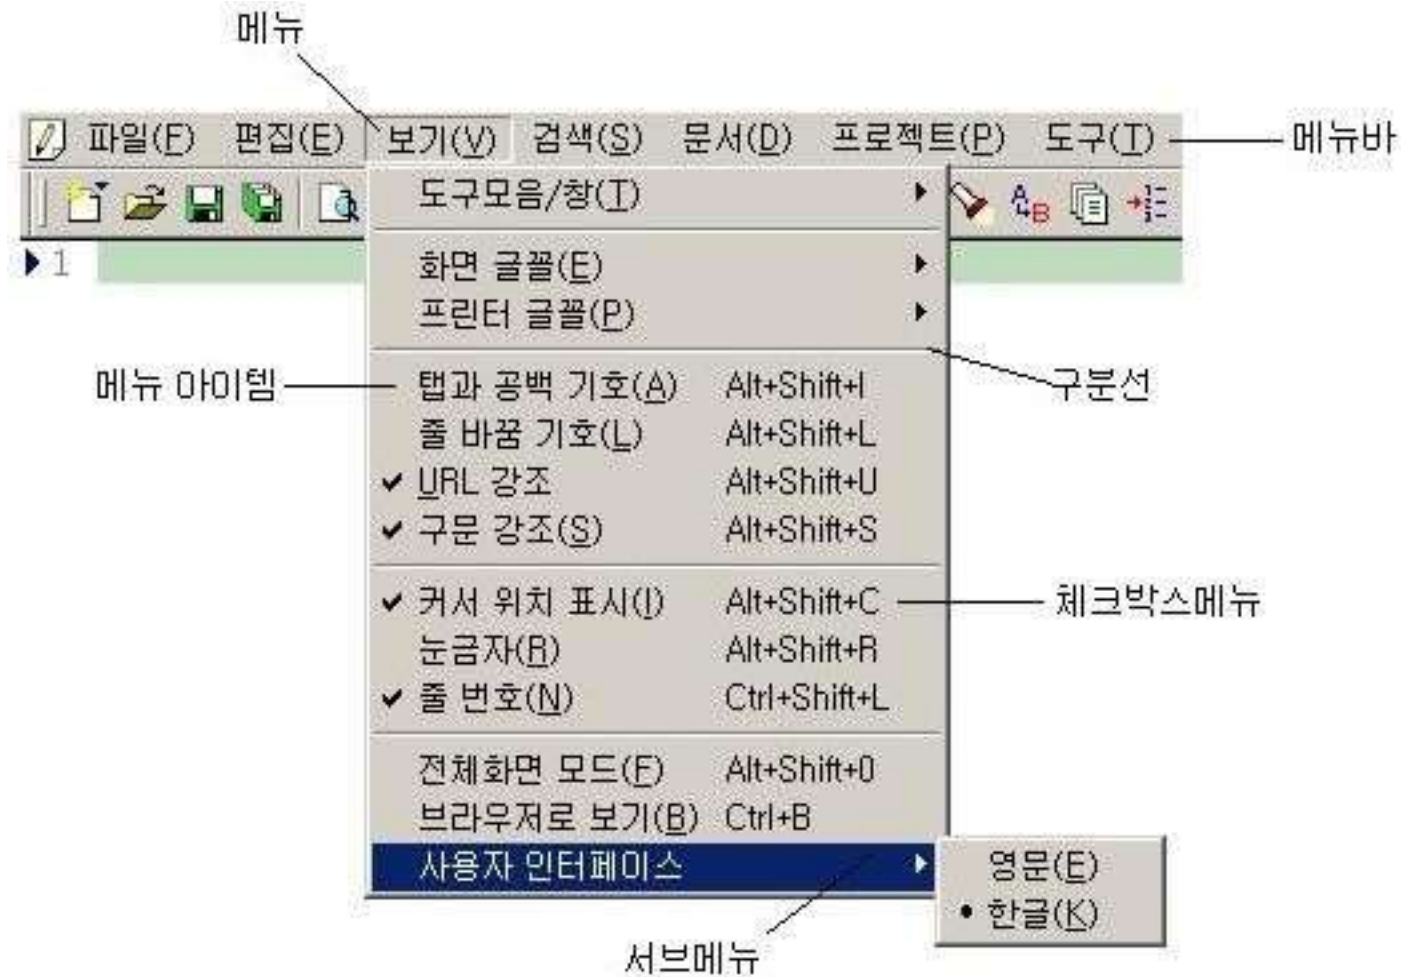 메뉴
파일(F) 편집(E) 보기(V) 검색(S) 문서(D) 프로젝트(P) 도구(T) 메뉴바
도구모음/창(T)
A B
1
화면 글꼴(E)
프린터 글꼴(P)
메뉴 아이템 탭과 공백 기호(A) Alt+Shift+I 구분선
줄 바꿈 기호(L) Alt+Shift+L
URL 강조 Alt+Shift+U
구문 강조(S) Alt+Shift+S
커서 위치 표시(I) Alt+Shift+C 체크박스메뉴
눈금자(R) Alt+Shift+R
줄 번호(N) Ctrl+Shift+L
전체화면 모드(F) Alt+Shift+0
브라우저로 보기(B) Ctrl+B
사용자 인터페이스 영문(E)
한글(K)
서브메뉴